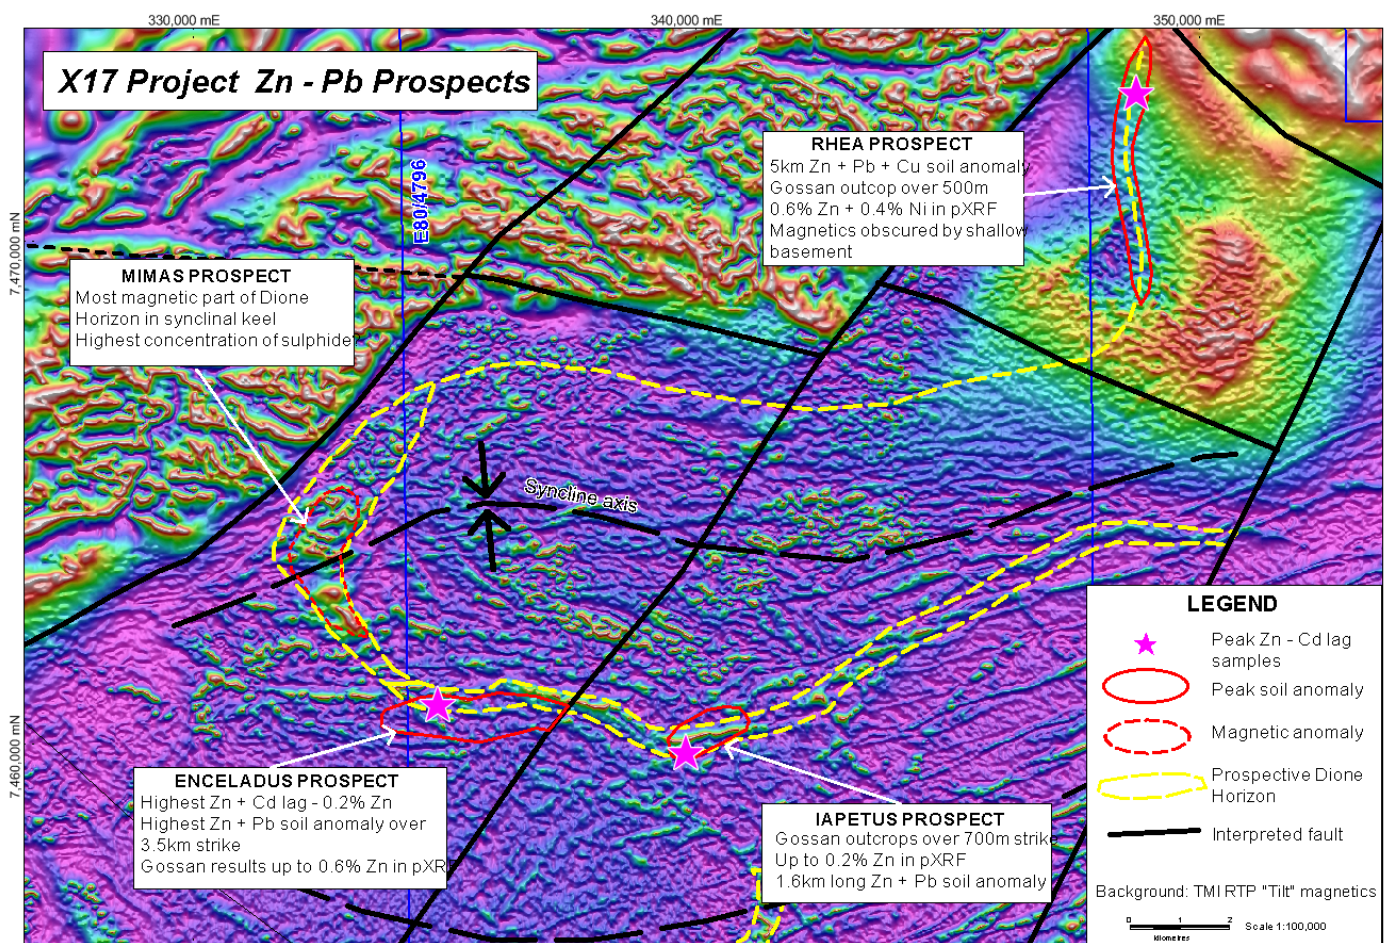 330,000 mE
340,000 mE
350,000 mE
X17 Project  Zn - Pb Prospects
7,470,000 mN
7,460,000 mN
E80/4796
RHEA PROSPECT
5km Zn + Pb + Cu soil anomaly
Gossan outcop over 500m
0.6% Zn + 0.4% Ni in pXRF
Magnetics obscured by shallow
basement
MIMAS PROSPECT
Most magnetic part of Dione
Horizon in synclinal keel
Highest concentration of sulphide?
Syncline axis
ENCELADUS PROSPECT
Highest Zn + Cd lag - 0.2% Zn
Highest Zn + Pb soil anomaly over
3.5km strike
Gossan results up to 0.6% Zn in pXRF
IAPETUS PROSPECT
Gossan outcrops over 700m strike
Up to 0.2% Zn in pXRF
1.6km long Zn + Pb soil anomaly
LEGEND
Peak Zn - Cd lag
samples
Peak soil anomaly
Magnetic anomaly
Prospective Dione
Horizon
Interpreted fault
Background: TMI RTP "Tilt" magnetics
0 1 2
kilometres
Scale 1:100,000